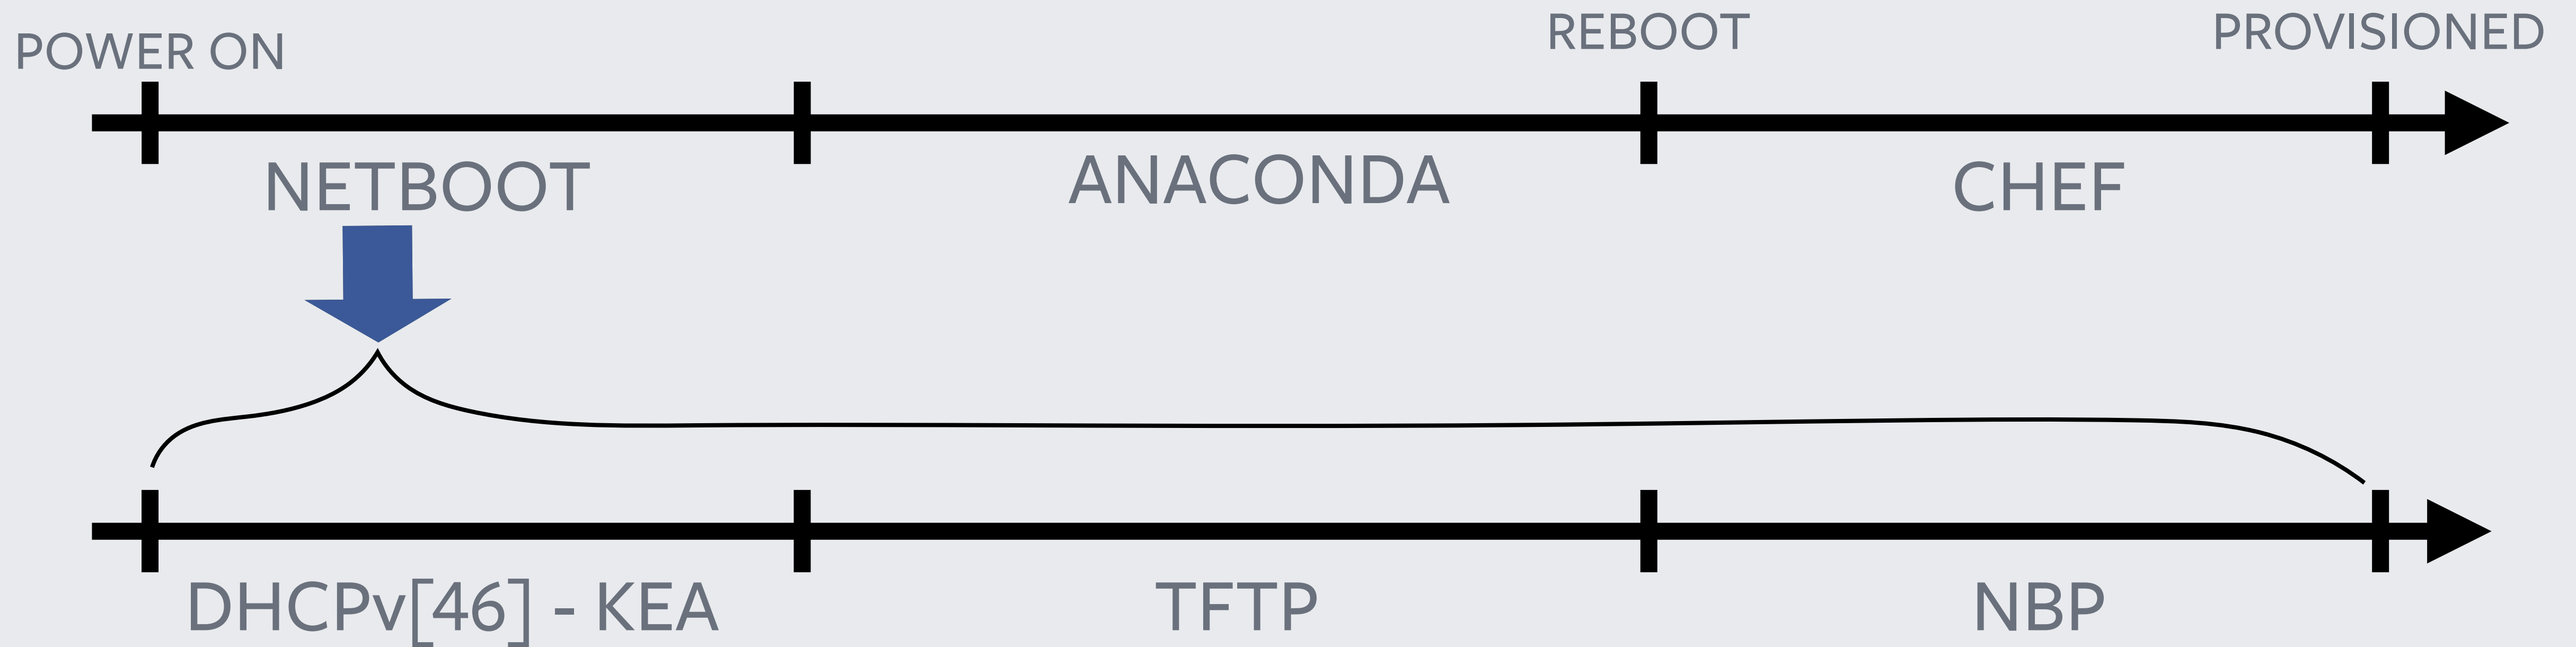 POWER ON
REBOOT
PROVISIONED
NETBOOT
ANACONDA
CHEF
DHCPv[46] - KEA
TFTP
NBP